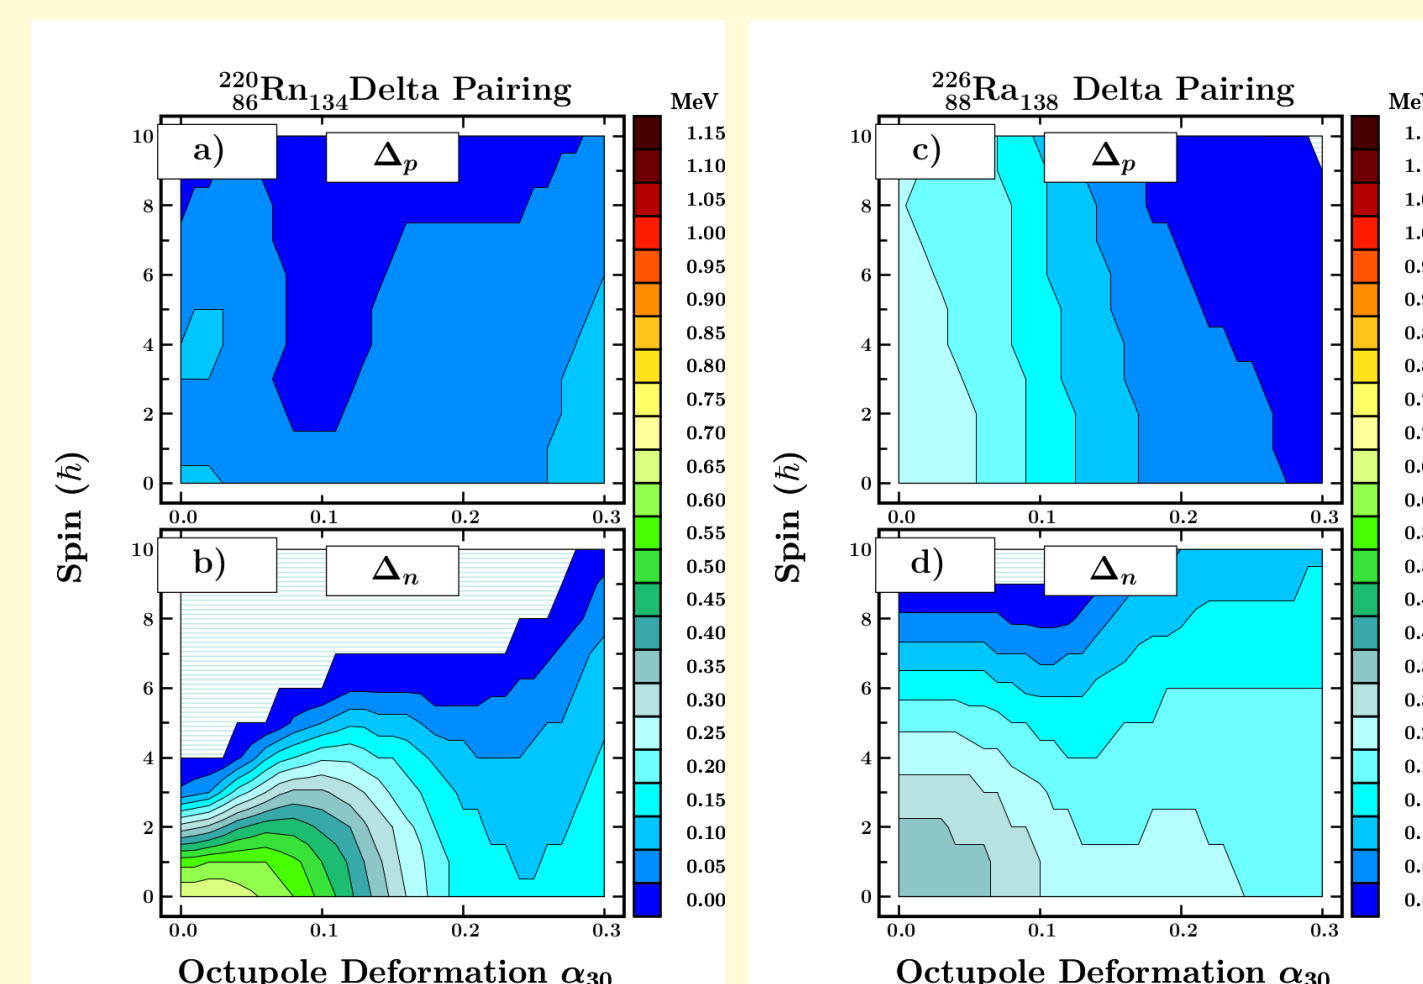 ²²⁰₈₆Rn₁₃₄Delta Pairing
MeV
a)
Δp
10
8
6
4
2
0
0.0 0.1 0.2 0.3
b)
Δn
10
8
6
4
2
0
0.0 0.1 0.2 0.3
1.15
1.10
1.05
1.00
0.95
0.90
0.85
0.80
0.75
0.70
0.65
0.60
0.55
0.50
0.45
0.40
0.35
0.30
0.25
0.20
0.15
0.10
0.05
0.00
Spin (ħ)
Octupole Deformation α₃₀
²²⁶₈₈Ra₁₃₈ Delta Pairing
c)
Δp
10
8
6
4
2
0
0.0 0.1 0.2 0.3
d)
Δn
10
8
6
4
2
0
0.0 0.1 0.2 0.3
Spin (ħ)
Octupole Deformation α₃₀